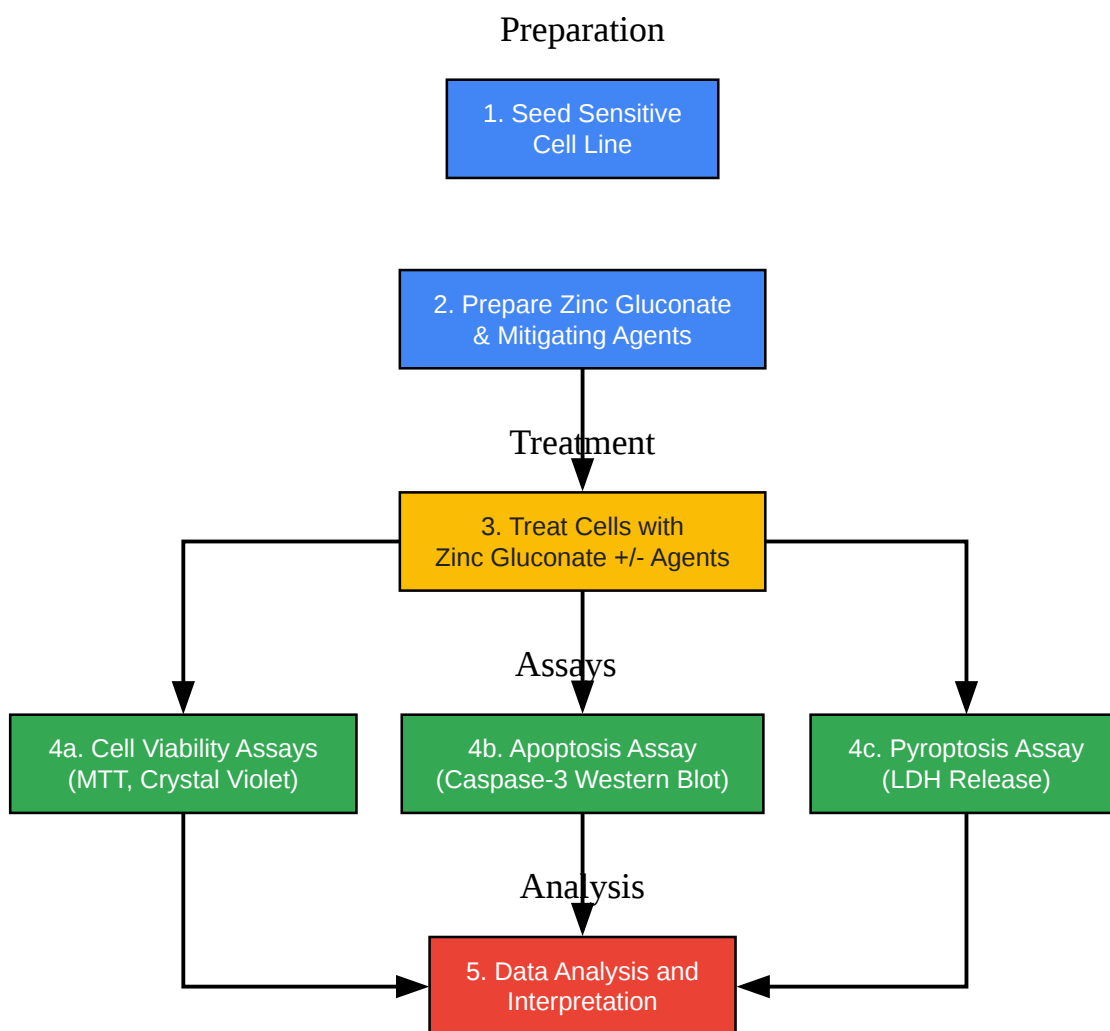 Preparation
1. Seed Sensitive
Cell Line
2. Prepare Zinc Gluconate
& Mitigating Agents
Treatment
3. Treat Cells with
Zinc Gluconate +/- Agents
Assays
4a. Cell Viability Assays
(MTT, Crystal Violet)
4b. Apoptosis Assay
(Caspase-3 Western Blot)
4c. Pyroptosis Assay
(LDH Release)
Analysis
5. Data Analysis and
Interpretation